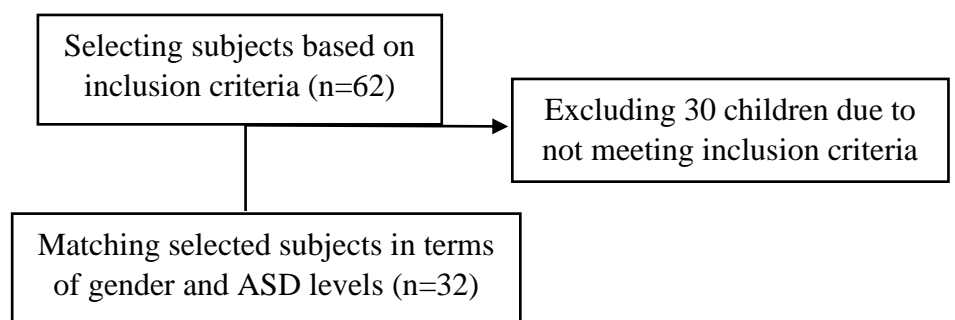 Selecting subjects based on
inclusion criteria (n=62)
Excluding 30 children due to
not meeting inclusion criteria
Matching selected subjects in terms
of gender and ASD levels (n=32)